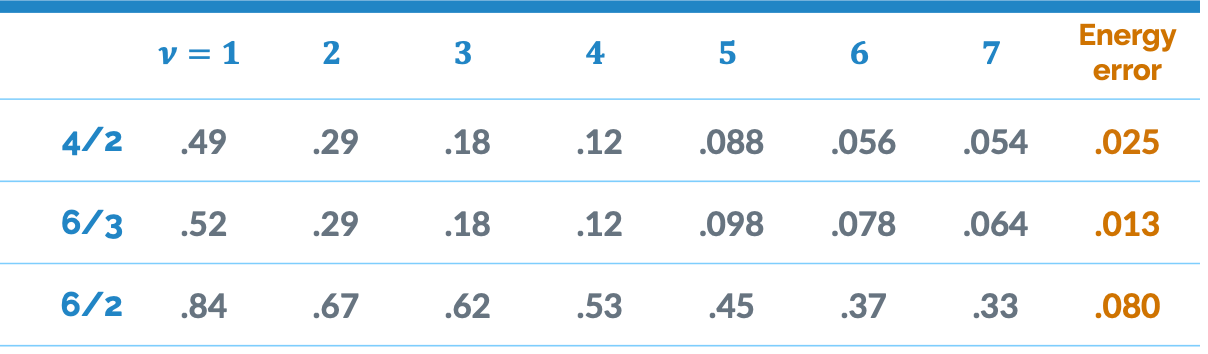 ν = 1 2 3 4 5 6 7 Energy error
4/2 .49 .29 .18 .12 .088 .056 .054 .025
6/3 .52 .29 .18 .12 .098 .078 .064 .013
6/2 .84 .67 .62 .53 .45 .37 .33 .080